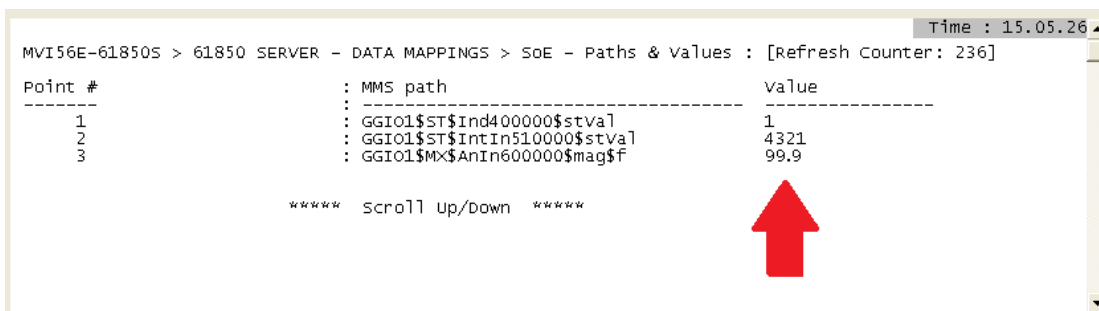 Time : 15.05.26
MVI56E-61850S > 61850 SERVER - DATA MAPPINGS > SoE - Paths & Values : [Refresh Counter: 236]
Point # : MMS path Value
------- : ------------------------------------ ----------------
1 : GGIO1$ST$Ind400000$stVal 1
2 : GGIO1$ST$IntIn510000$stVal 4321
3 : GGIO1$MX$AnIn600000$mag$f 99.9
***** Scroll Up/Down *****